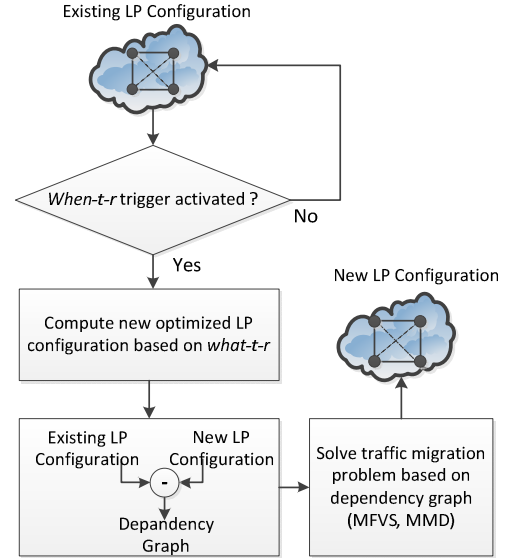 Existing LP Configuration
When-t-r trigger activated ?
No
Yes
Compute new optimized LP
configuration based on what-t-r
New LP Configuration
Existing LP
Configuration
New LP
Configuration
-
Depandency
Graph
Solve traffic migration
problem based on
dependency graph
(MFVS, MMD)